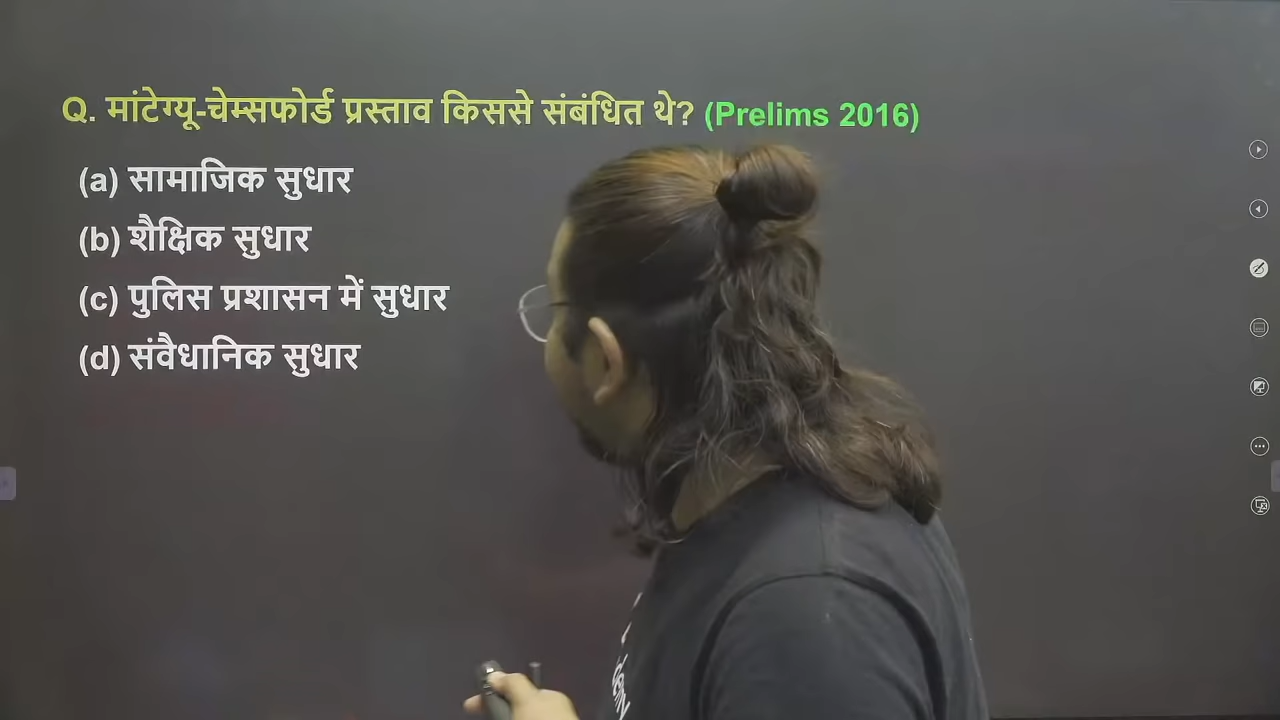 Q. मांटेग्यू-चेम्सफोर्ड प्रस्ताव किससे संबंधित थे? (Prelims 2016)
(a) सामाजिक सुधार
(b) शैक्षिक सुधार
(c) पुलिस प्रशासन में सुधार
(d) संवैधानिक सुधार